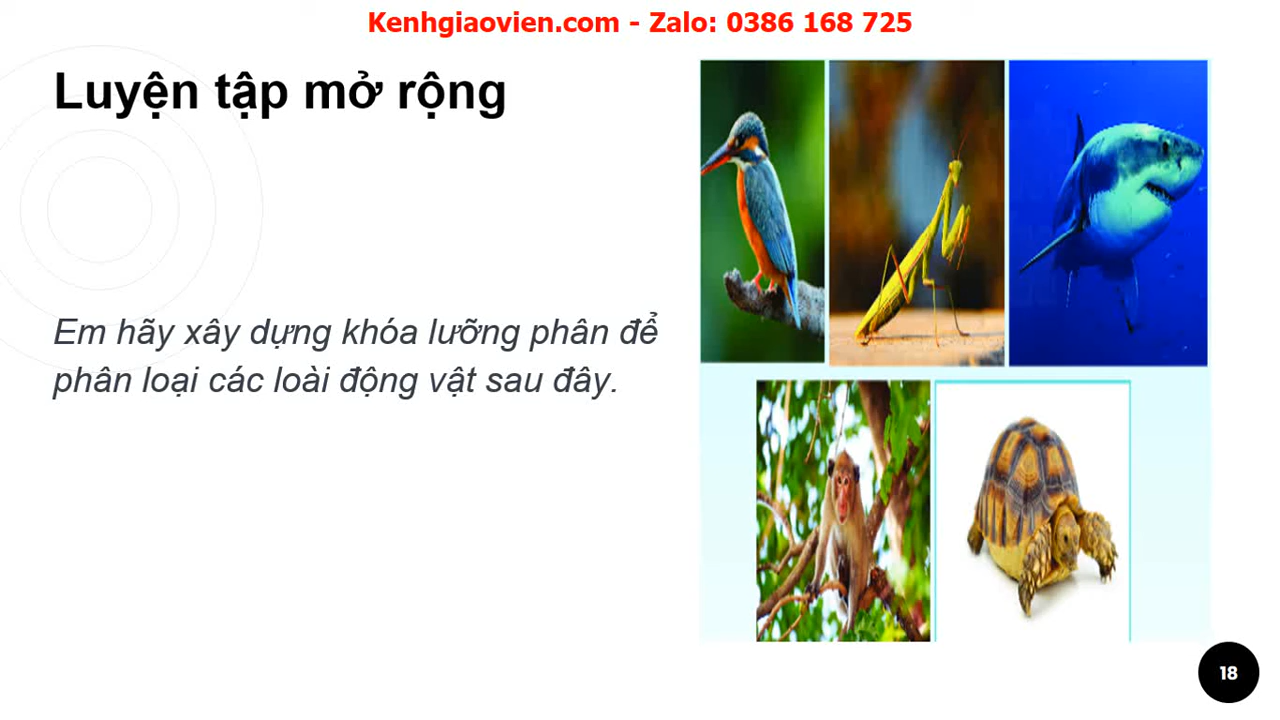 Kenhgiaovien.com - Zalo: 0386 168 725
Luyện tập mở rộng
Em hãy xây dựng khóa lưỡng phân để
phân loại các loài động vật sau đây.
18